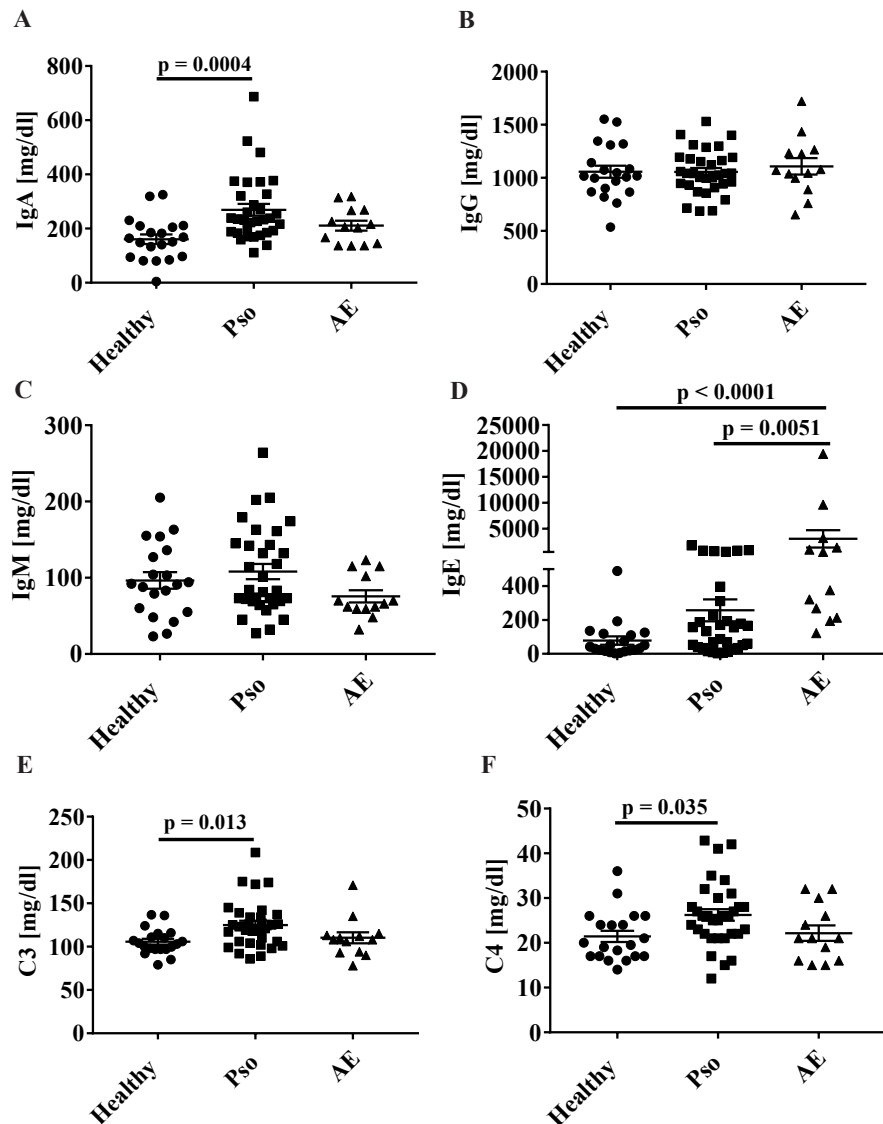 A
IgA [mg/dl]
800
600
400
200
0
p = 0.0004
Healthy
Pso
AE
B
IgG [mg/dl]
2000
1500
1000
500
0
Healthy
Pso
AE
C
IgM [mg/dl]
300
200
100
0
Healthy
Pso
AE
D
IgE [mg/dl]
25000
20000
15000
10000
5000
400
200
0
p < 0.0001
p = 0.0051
Healthy
Pso
AE
E
C3 [mg/dl]
250
200
150
100
50
0
p = 0.013
Healthy
Pso
AE
F
C4 [mg/dl]
50
40
30
20
10
0
p = 0.035
Healthy
Pso
AE